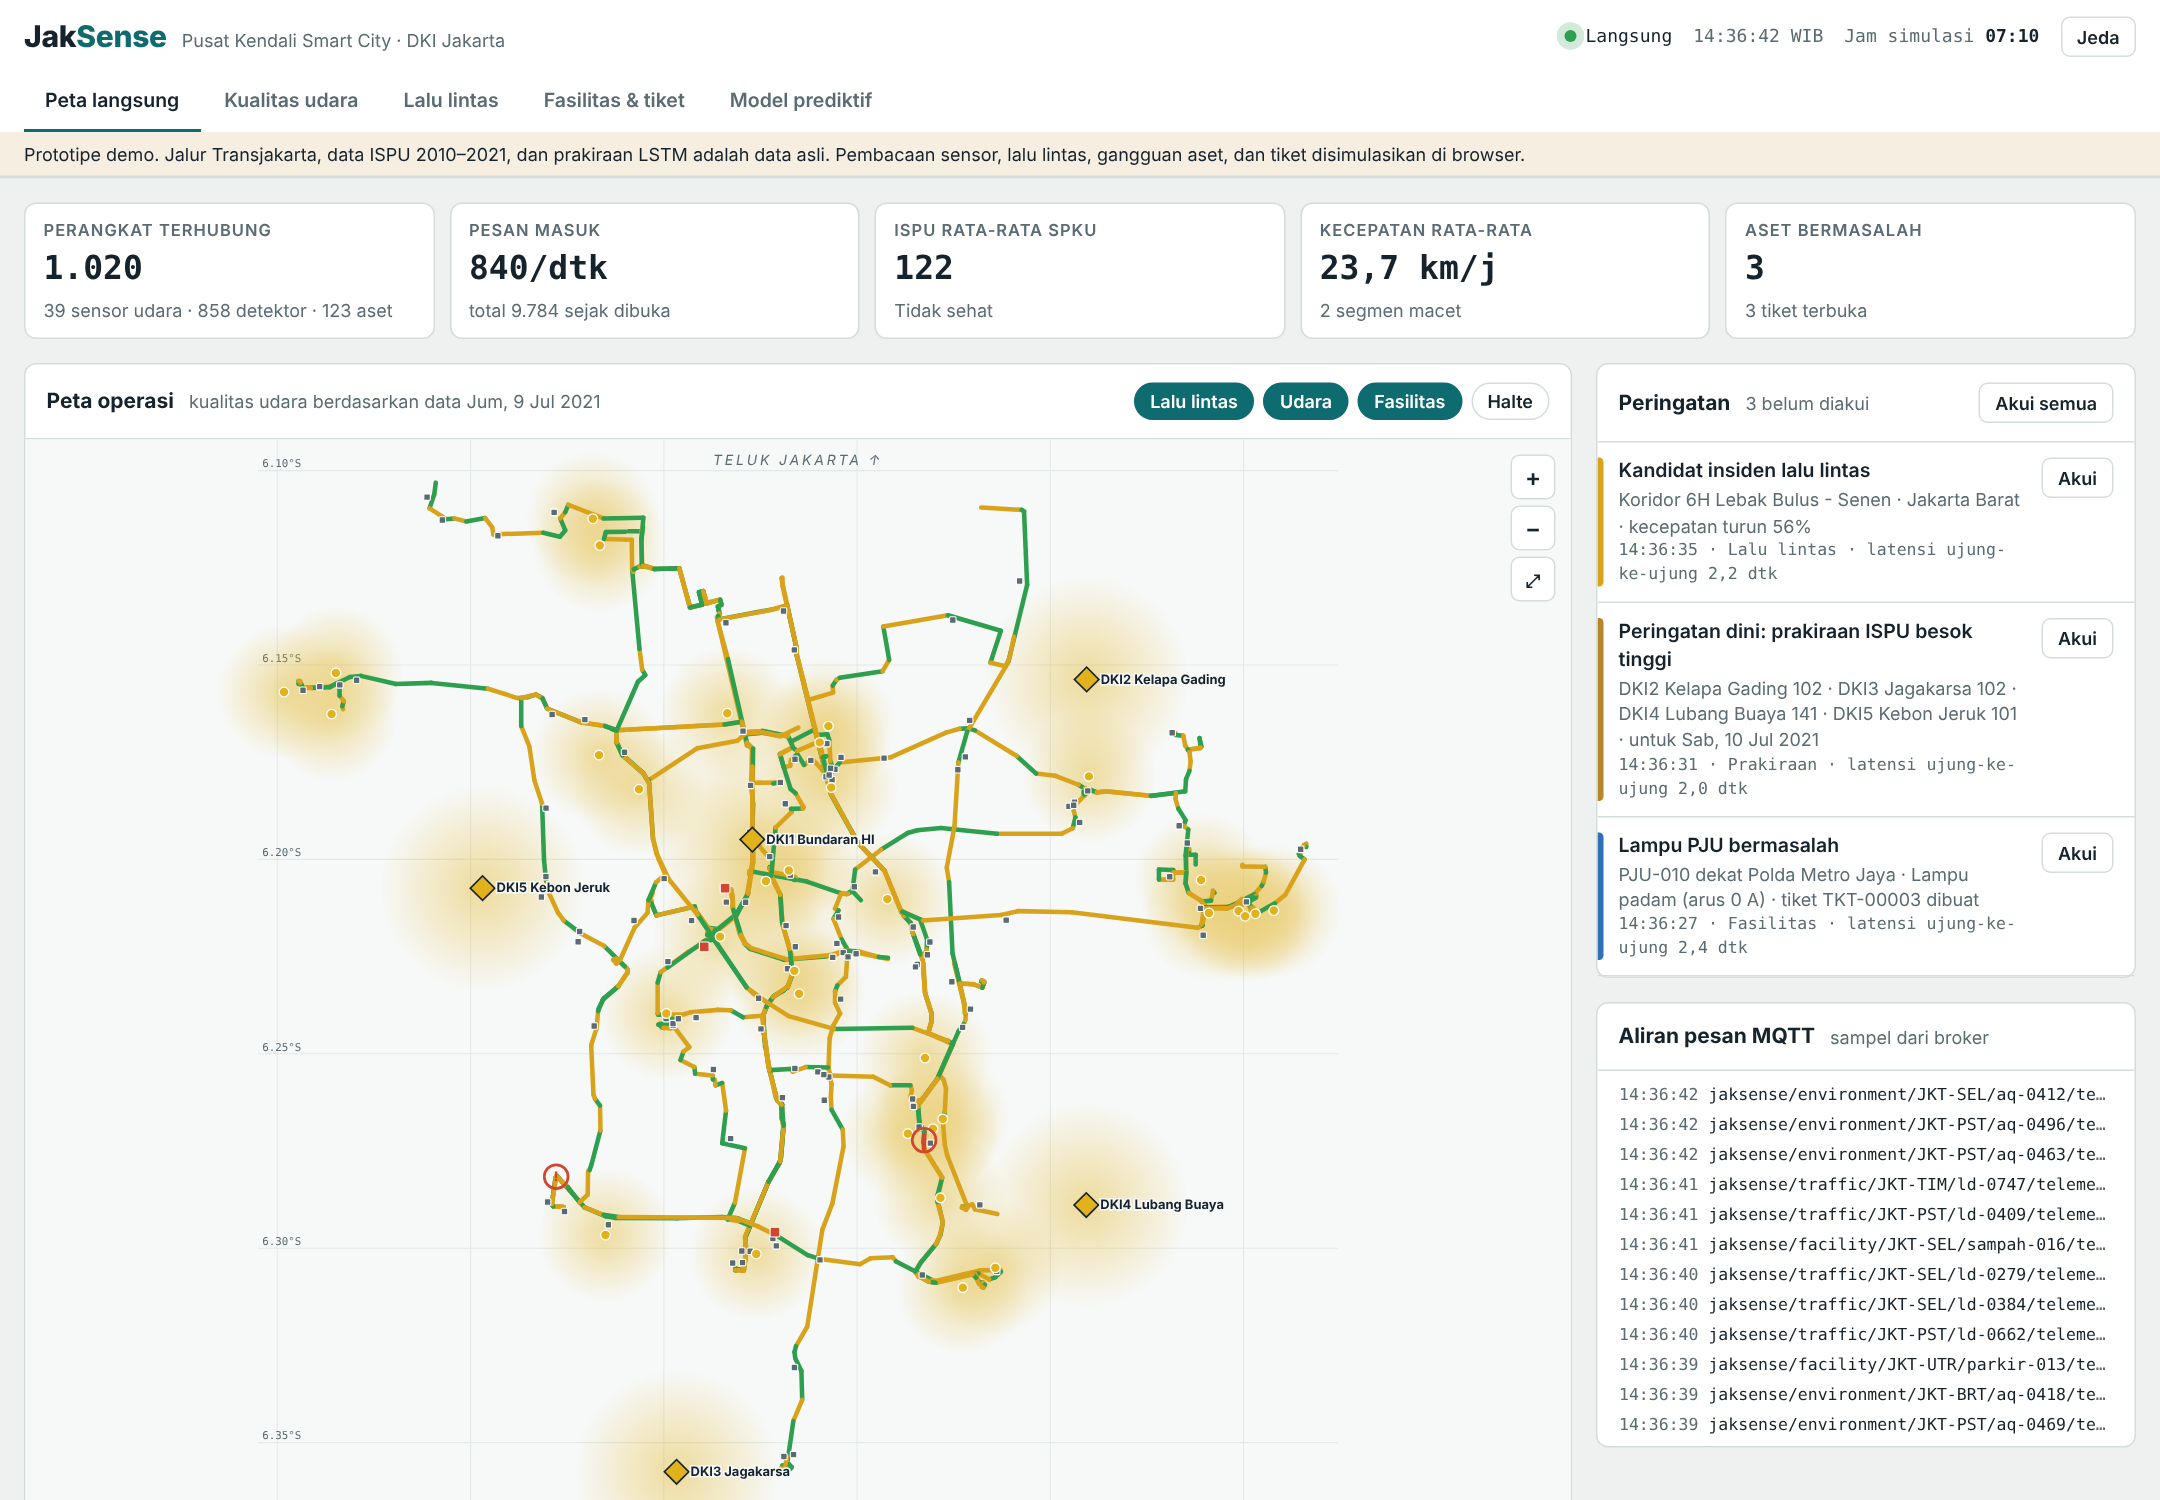 JakSense Pusat Kendali Smart City · DKI Jakarta
Langsung 14:36:42 WIB Jam simulasi 07:10 Jeda
Peta langsung Kualitas udara Lalu lintas Fasilitas & tiket Model prediktif
Prototipe demo. Jalur Transjakarta, data ISPU 2010–2021, dan prakiraan LSTM adalah data asli. Pembacaan sensor, lalu lintas, gangguan aset, dan tiket disimulasikan di browser.
PERANGKAT TERHUBUNG
1.020
39 sensor udara · 858 detektor · 123 aset
PESAN MASUK
840/dtk
total 9.784 sejak dibuka
ISPU RATA-RATA SPKU
122
Tidak sehat
KECEPATAN RATA-RATA
23,7 km/j
2 segmen macet
ASET BERMASALAH
3
3 tiket terbuka
Peta operasi kualitas udara berdasarkan data Jum, 9 Jul 2021
Lalu lintas Udara Fasilitas Halte
TELUK JAKARTA ↑
+
−
⤢
6.10°S
6.15°S
DKI2 Kelapa Gading
DKI1 Bundaran HI
6.20°S
DKI5 Kebon Jeruk
6.25°S
DKI4 Lubang Buaya
6.30°S
6.35°S
DKI3 Jagakarsa
Peringatan 3 belum diakui Akui semua
Kandidat insiden lalu lintas Akui
Koridor 6H Lebak Bulus - Senen · Jakarta Barat
· kecepatan turun 56%
14:36:35 · Lalu lintas · latensi ujung-
ke-ujung 2,2 dtk
Peringatan dini: prakiraan ISPU besok Akui
tinggi
DKI2 Kelapa Gading 102 · DKI3 Jagakarsa 102 ·
DKI4 Lubang Buaya 141 · DKI5 Kebon Jeruk 101
· untuk Sab, 10 Jul 2021
14:36:31 · Prakiraan · latensi ujung-ke-
ujung 2,0 dtk
Lampu PJU bermasalah Akui
PJU-010 dekat Polda Metro Jaya · Lampu
padam (arus 0 A) · tiket TKT-00003 dibuat
14:36:27 · Fasilitas · latensi ujung-ke-
ujung 2,4 dtk
Aliran pesan MQTT sampel dari broker
14:36:42 jaksense/environment/JKT-SEL/aq-0412/te…
14:36:42 jaksense/environment/JKT-PST/aq-0496/te…
14:36:42 jaksense/environment/JKT-PST/aq-0463/te…
14:36:41 jaksense/traffic/JKT-TIM/ld-0747/teleme…
14:36:41 jaksense/traffic/JKT-PST/ld-0409/teleme…
14:36:41 jaksense/facility/JKT-SEL/sampah-016/te…
14:36:40 jaksense/traffic/JKT-SEL/ld-0279/teleme…
14:36:40 jaksense/traffic/JKT-SEL/ld-0384/teleme…
14:36:40 jaksense/traffic/JKT-PST/ld-0662/teleme…
14:36:39 jaksense/facility/JKT-UTR/parkir-013/te…
14:36:39 jaksense/environment/JKT-BRT/aq-0418/te…
14:36:39 jaksense/environment/JKT-PST/aq-0469/te…